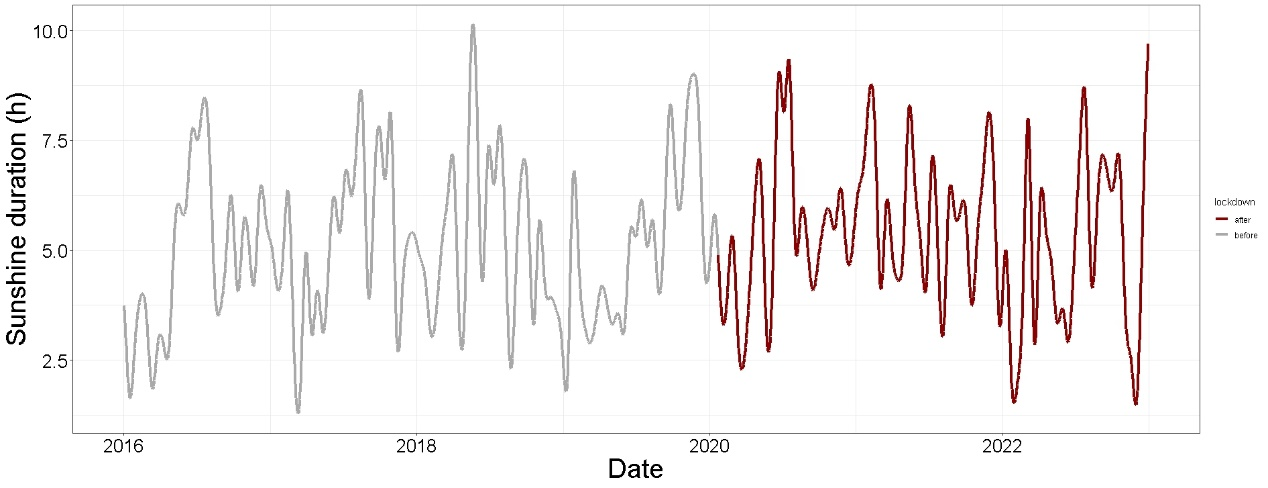 Sunshine duration (h)
10.0
7.5
5.0
2.5
2016
2018
2020
2022
Date
lockdown
after
before